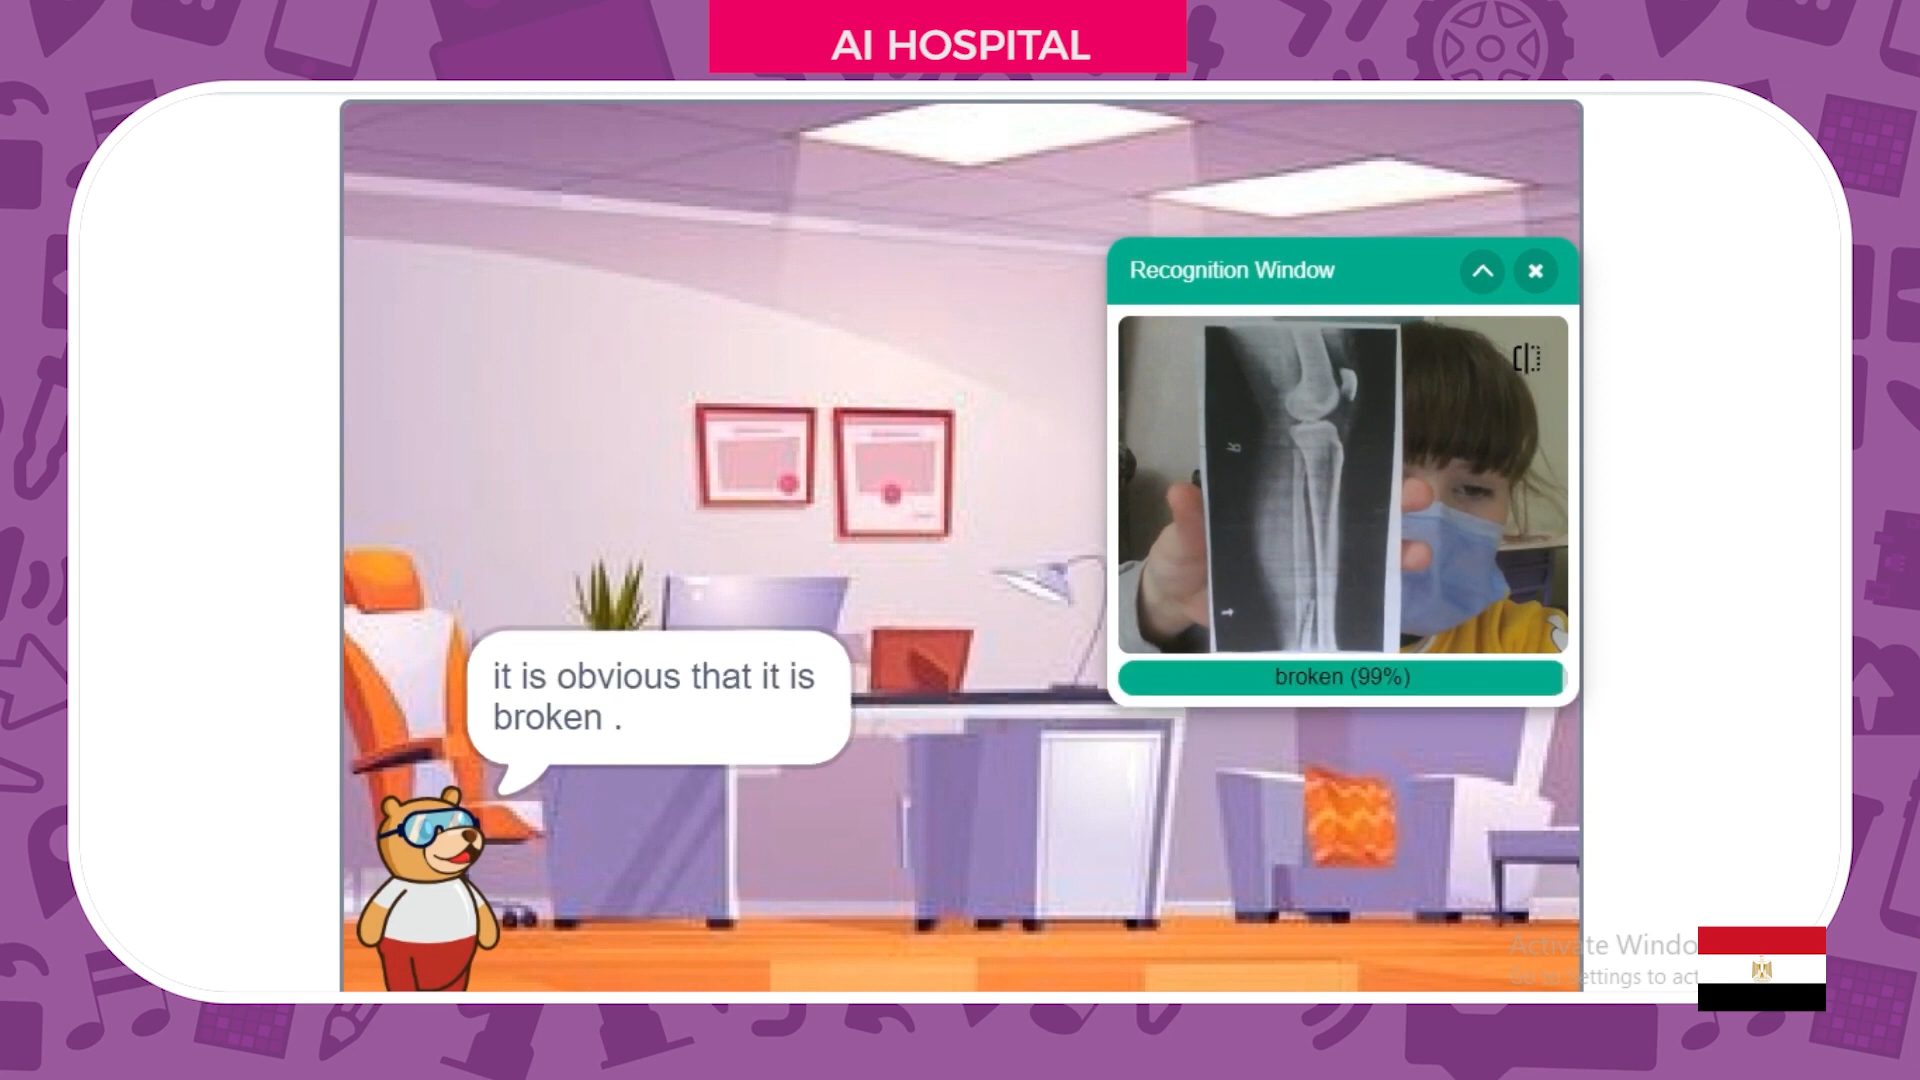 AI HOSPITAL
Recognition Window
broken (99%)
it is obvious that it is
broken .
Activate Windo
Go to Settings to act